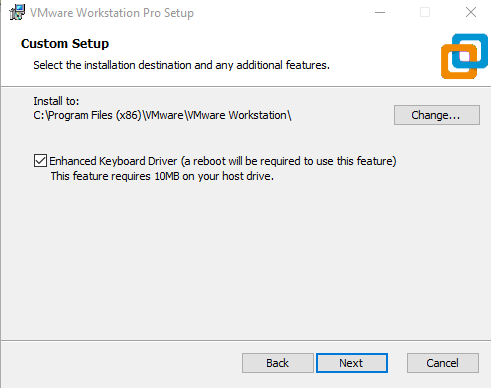 VMware Workstation Pro Setup
Custom Setup
Select the installation destination and any additional features.
Install to:
C:\Program Files (x86)\VMware\VMware Workstation\
Change...
Enhanced Keyboard Driver (a reboot will be required to use this feature)
This feature requires 10MB on your host drive.
Back
Next
Cancel